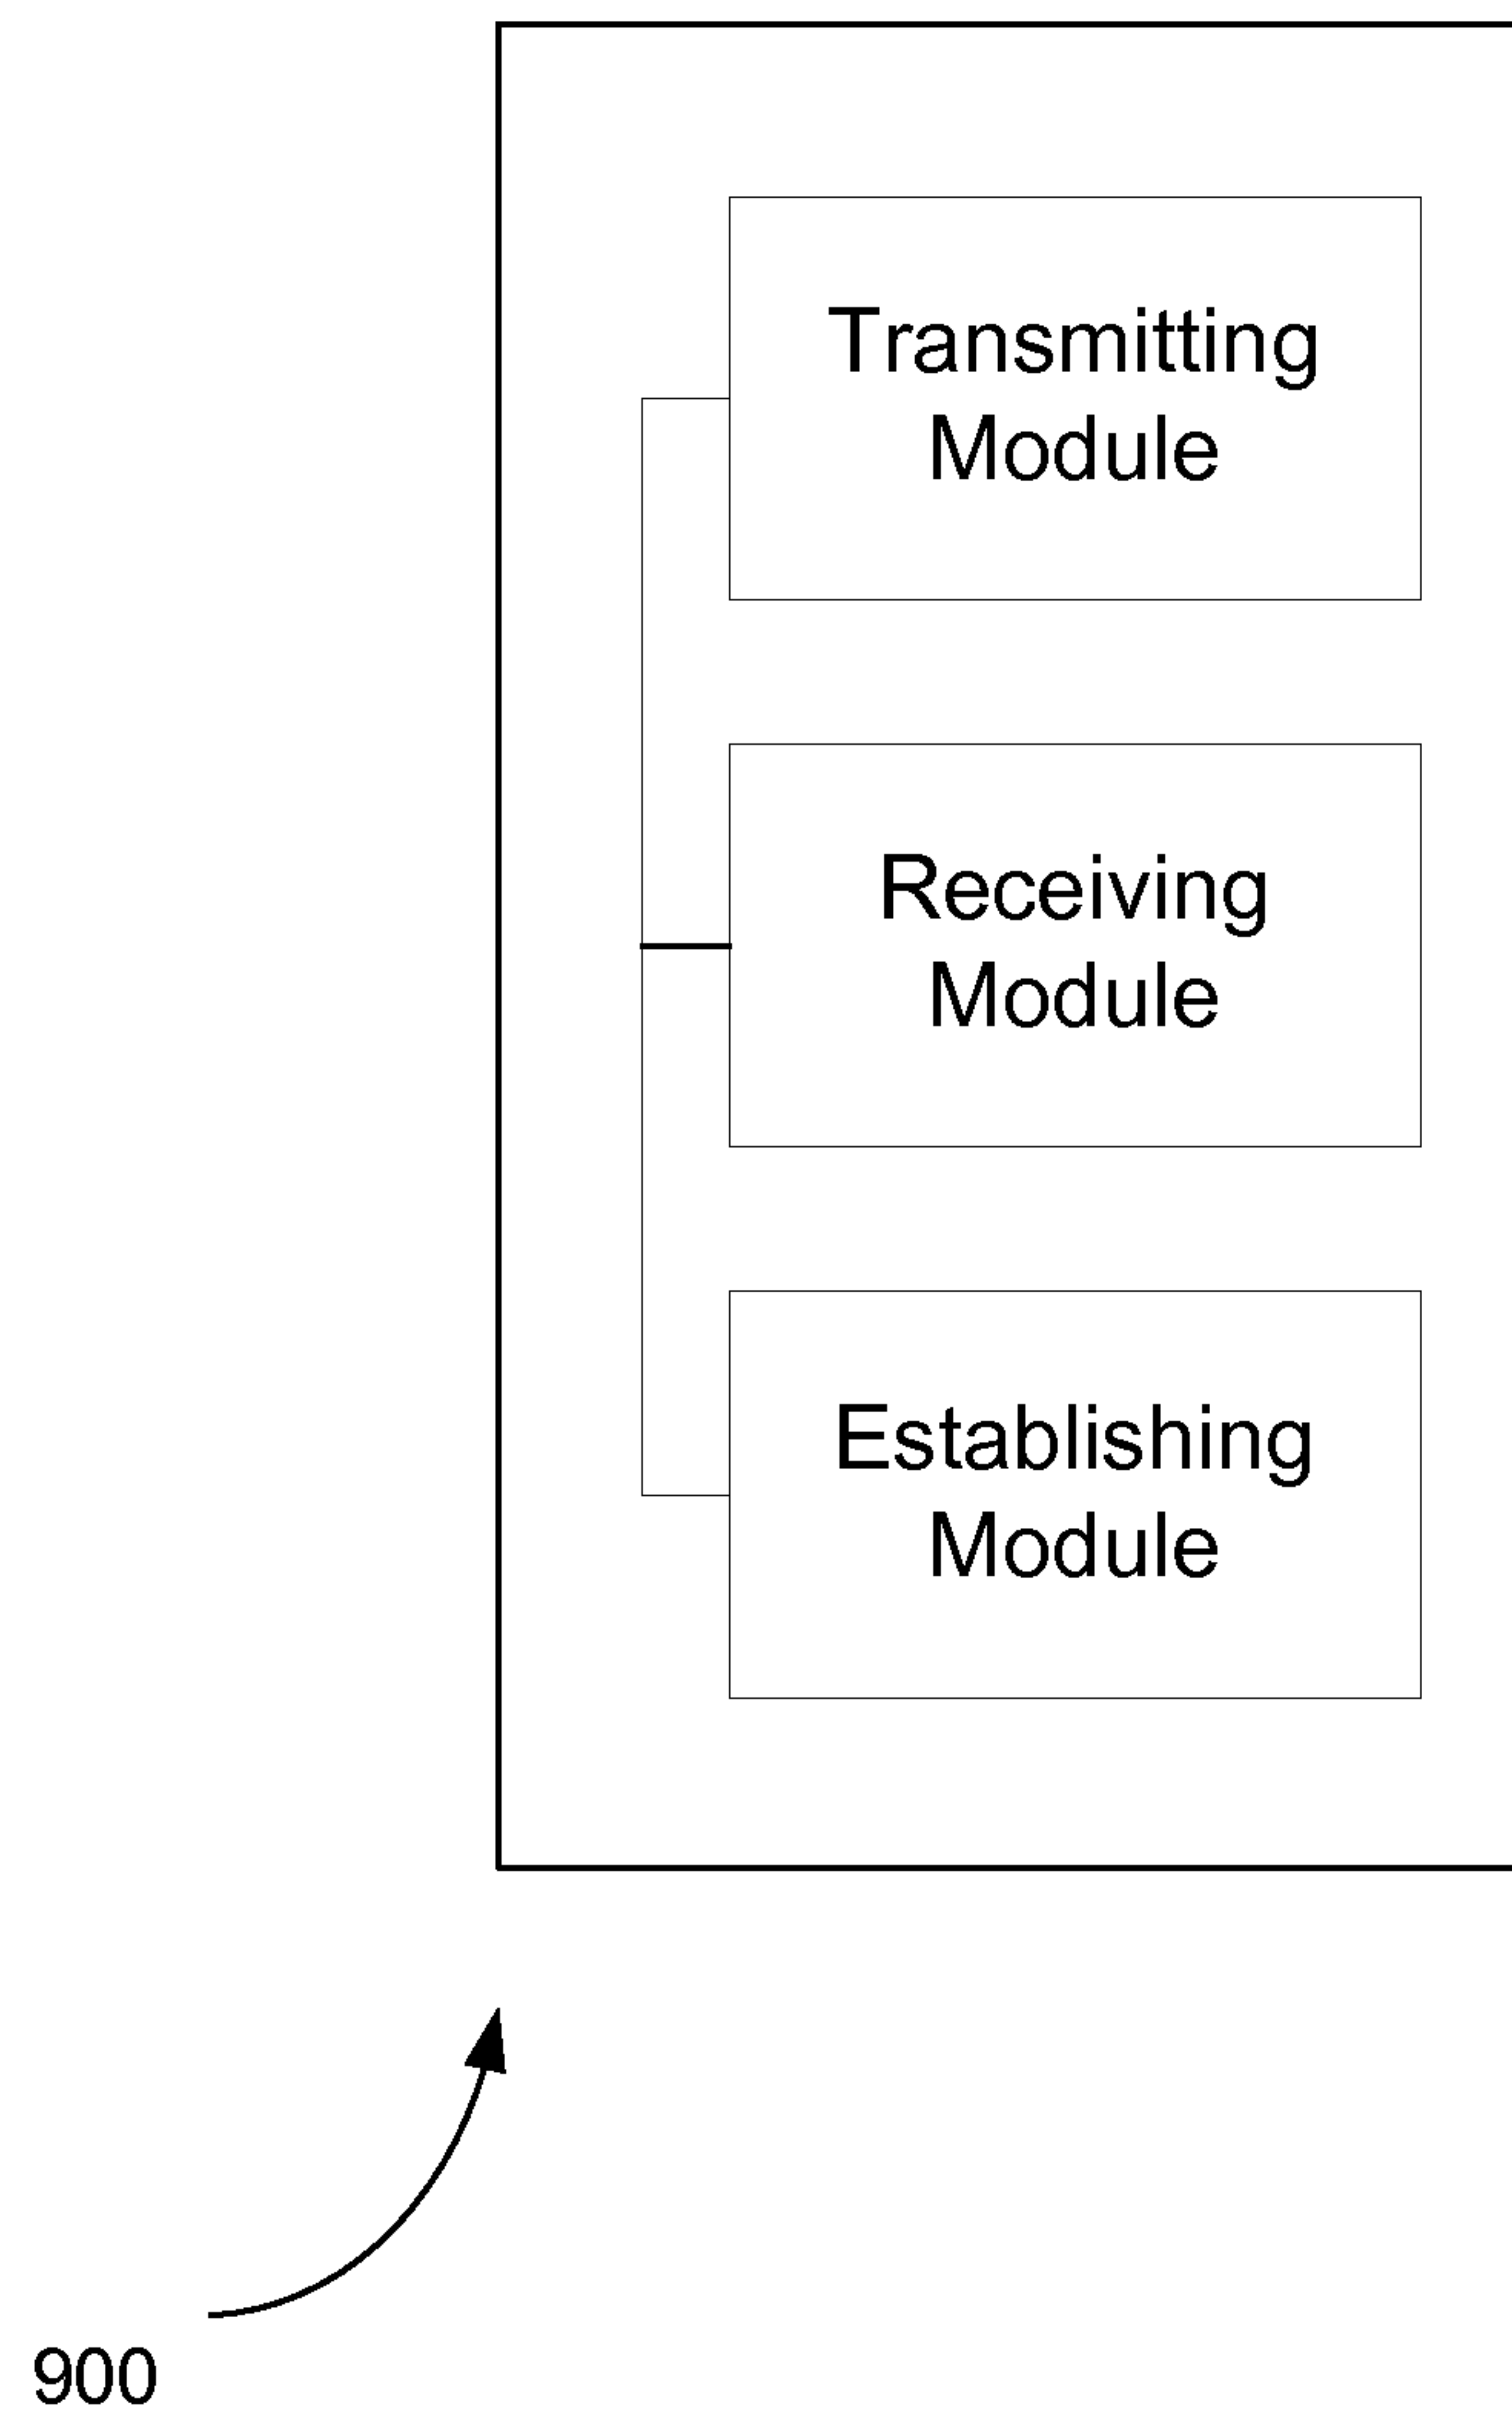 Transmitting
Module
Receiving
Module
Establishing
Module
900